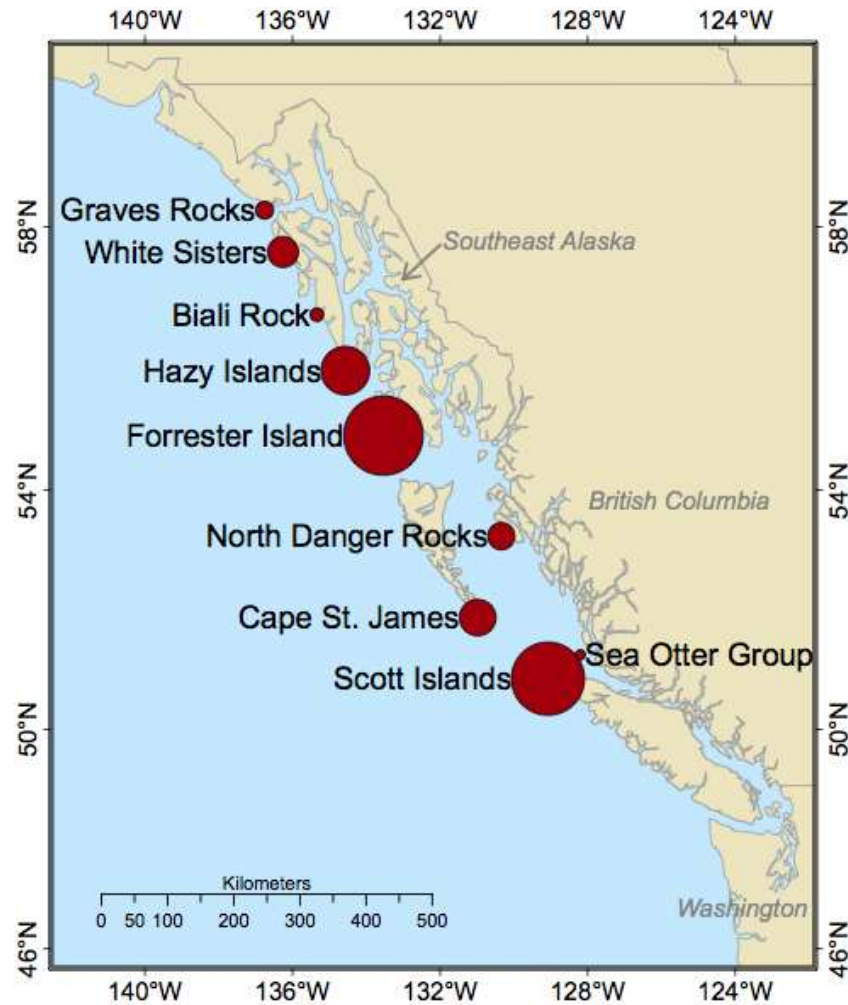 140°W 136°W 132°W 128°W 124°W
58°N
58°N
Graves Rocks
White Sisters
Southeast Alaska
Biali Rock
Hazy Islands
Forrester Island
54°N
54°N
British Columbia
North Danger Rocks
Cape St. James
Sea Otter Group
Scott Islands
50°N
50°N
Kilometers
0 50 100 200 300 400 500
Washington
46°N
46°N
140°W 136°W 132°W 128°W 124°W